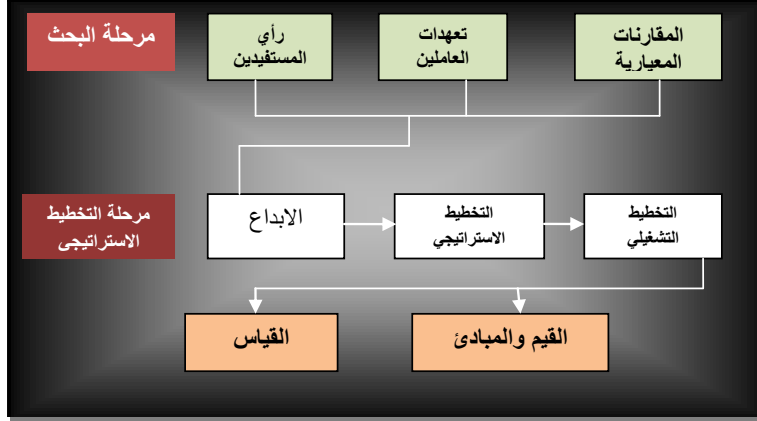 مرحلة البحث
المقارنات
المعيارية
تعهدات
العاملين
رأي
المستفيدين
مرحلة التخطيط
الاستراتيجى
الابداع
التخطيط
الاستراتيجي
التخطيط
التشغيلي
القيم والمبادئ
القياس